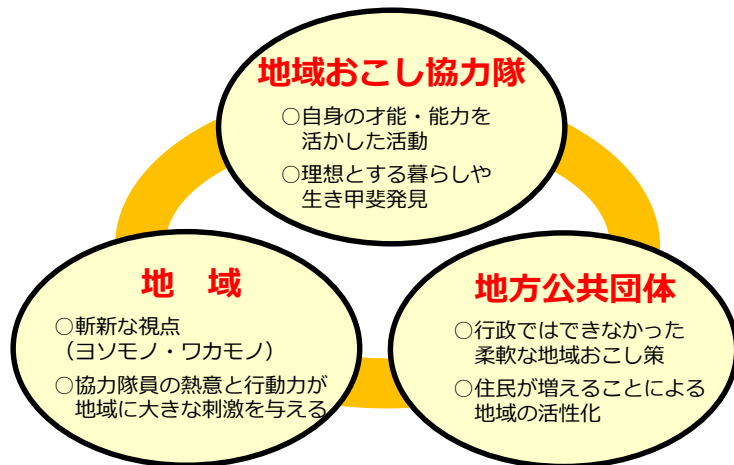 地域おこし協力隊
○自身の才能・能力を
活かした活動
○理想とする暮らしや
生き甲斐発見
地　域
○斬新な視点
（ヨソモノ・ワカモノ）
○協力隊員の熱意と行動力が
地域に大きな刺激を与える
地方公共団体
○行政ではできなかった
柔軟な地域おこし策
○住民が増えることによる
地域の活性化